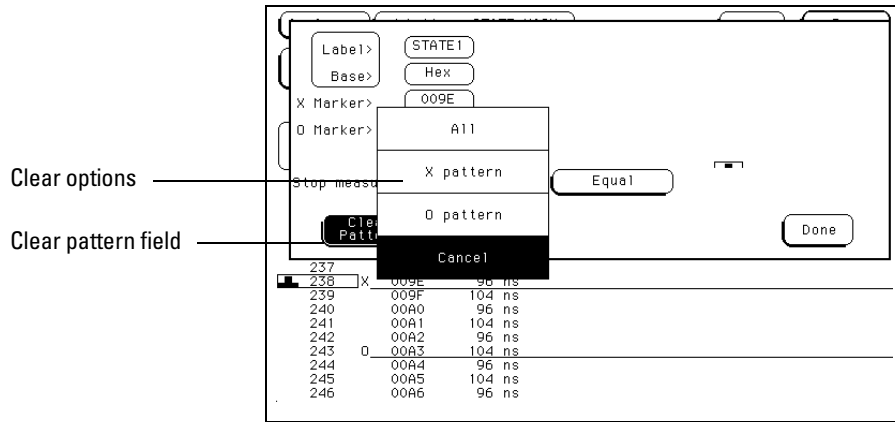 Label>
STATE1
Base>
Hex
X Marker>
009E
O Marker>
All
Clear options
X pattern
Stop measu
Equal
O pattern
Clear pattern field
Cle
Patt
Done
Cancel
237
238 X 009E 96 ns
239 009F 104 ns
240 00A0 96 ns
241 00A1 104 ns
242 00A2 96 ns
243 O 00A3 104 ns
244 00A4 96 ns
245 00A5 104 ns
246 00A6 96 ns